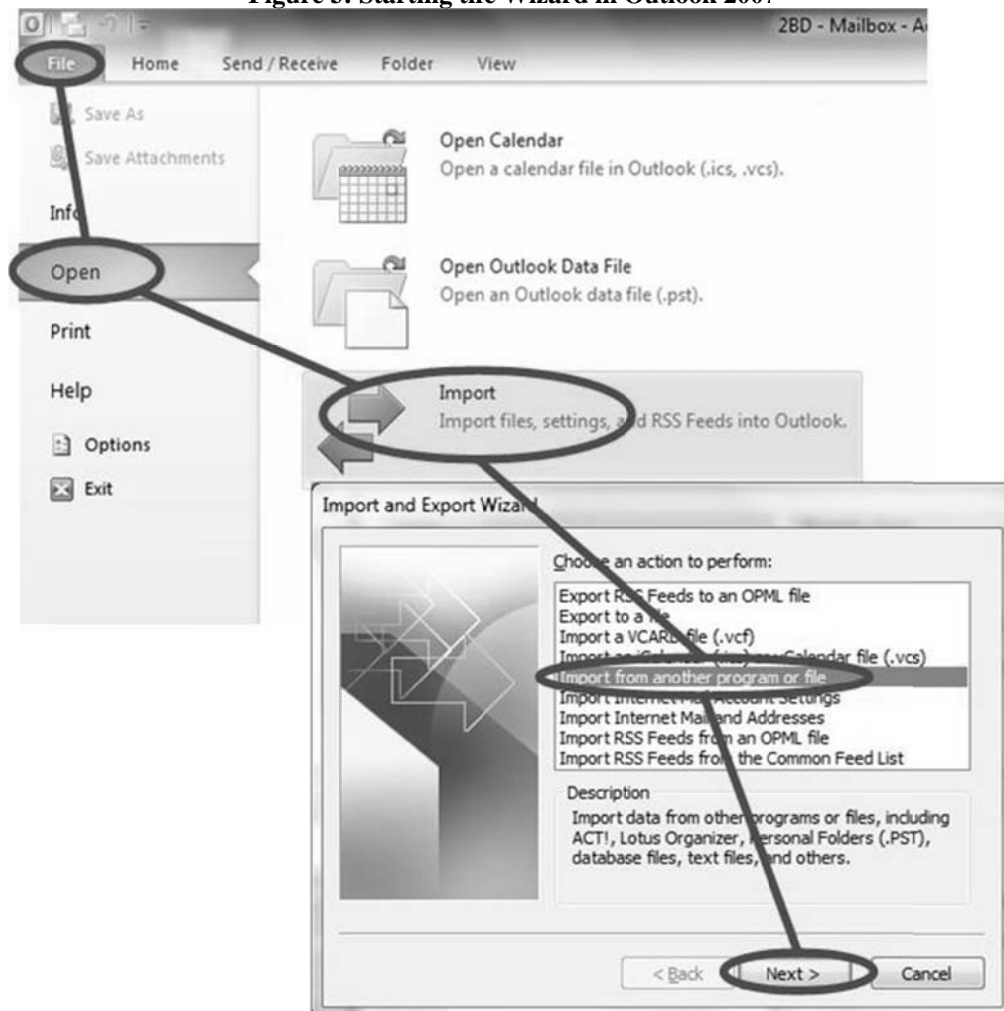 Figure 3: Starting the Wizard in Outlook 2007
2BD - Mailbox - A
File Home Send / Receive Folder View
Save As
Save Attachments
Info
Open
Print
Help
Options
Exit
Open Calendar
Open a calendar file in Outlook (.ics, .vcs).
Open Outlook Data File
Open an Outlook data file (.pst).
Import
Import files, settings, and RSS Feeds into Outlook.
Import and Export Wizard
Choose an action to perform:
Export RSS Feeds to an OPML file
Export to a file
Import a VCARD file (.vcf)
Import an iCalendar (.ics) or vCalendar file (.vcs)
Import from another program or file
Import Internet Mail Account Settings
Import Internet Mail and Addresses
Import RSS Feeds from an OPML file
Import RSS Feeds from the Common Feed List
Description
Import data from other programs or files, including
ACT!, Lotus Organizer, Personal Folders (.PST),
database files, text files, and others.
< Back Next > Cancel